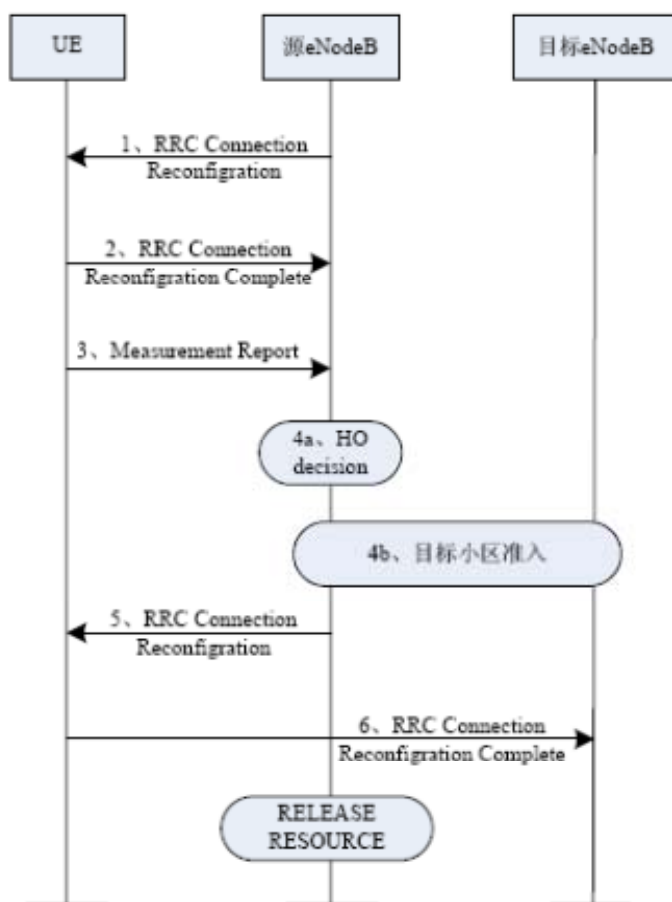 UE
源eNodeB
目标eNodeB
1、RRC Connection
Reconfigration
2、RRC Connection
Reconfigration Complete
3、Measurement Report
4a、HO
decision
4b、目标小区准入
5、RRC Connection
Reconfigration
6、RRC Connection
Reconfigration Complete
RELEASE
RESOURCE